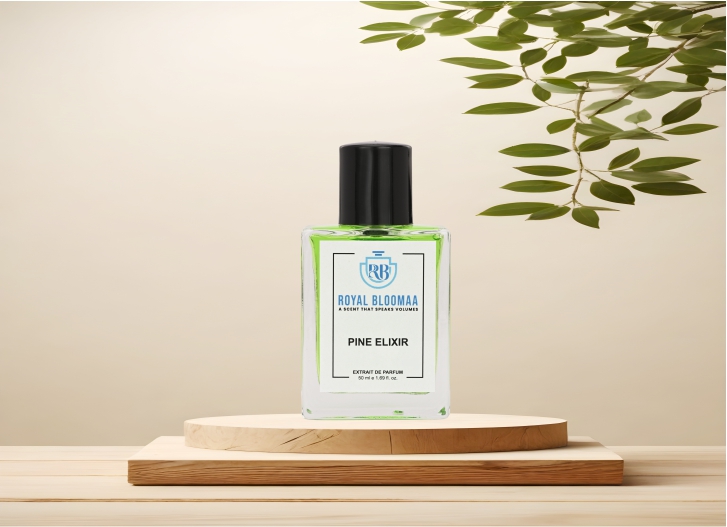 RB
ROYAL BLOOMAA
A SCENT THAT SPEAKS VOLUMES
PINE ELIXIR
EXTRAIT DE PARFUM
50 ml e 1.69 fl. oz.